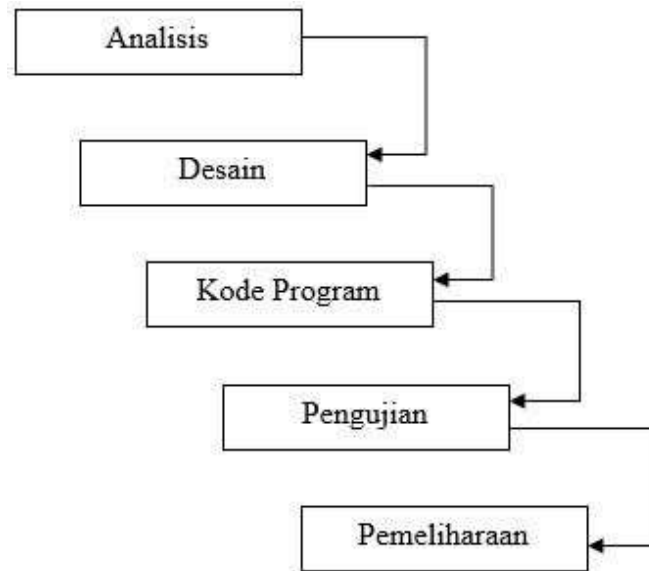 Analisis
Desain
Kode Program
Pengujian
Pemeliharaan